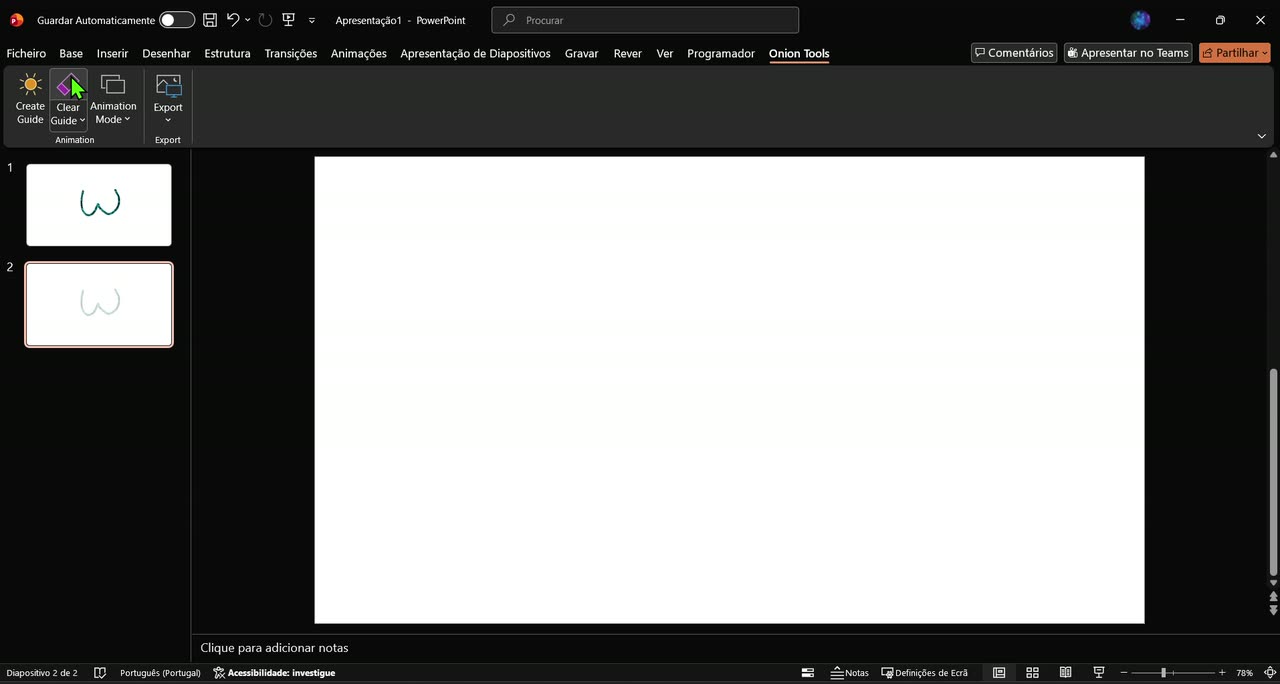 Guardar Automaticamente
Apresentação1 - PowerPoint
Procurar
Ficheiro Base Inserir Desenhar Estrutura Transições Animações Apresentação de Diapositivos Gravar Rever Ver Programador Onion Tools
Comentários Apresentar no Teams Partilhar
Create Guide
Clear Guide
Animation Mode
Export
Animation
Export
1
2
Clique para adicionar notas
Diapositivo 2 de 2 Português (Portugal) Acessibilidade: investigue Notas Definições de Ecrã 78%